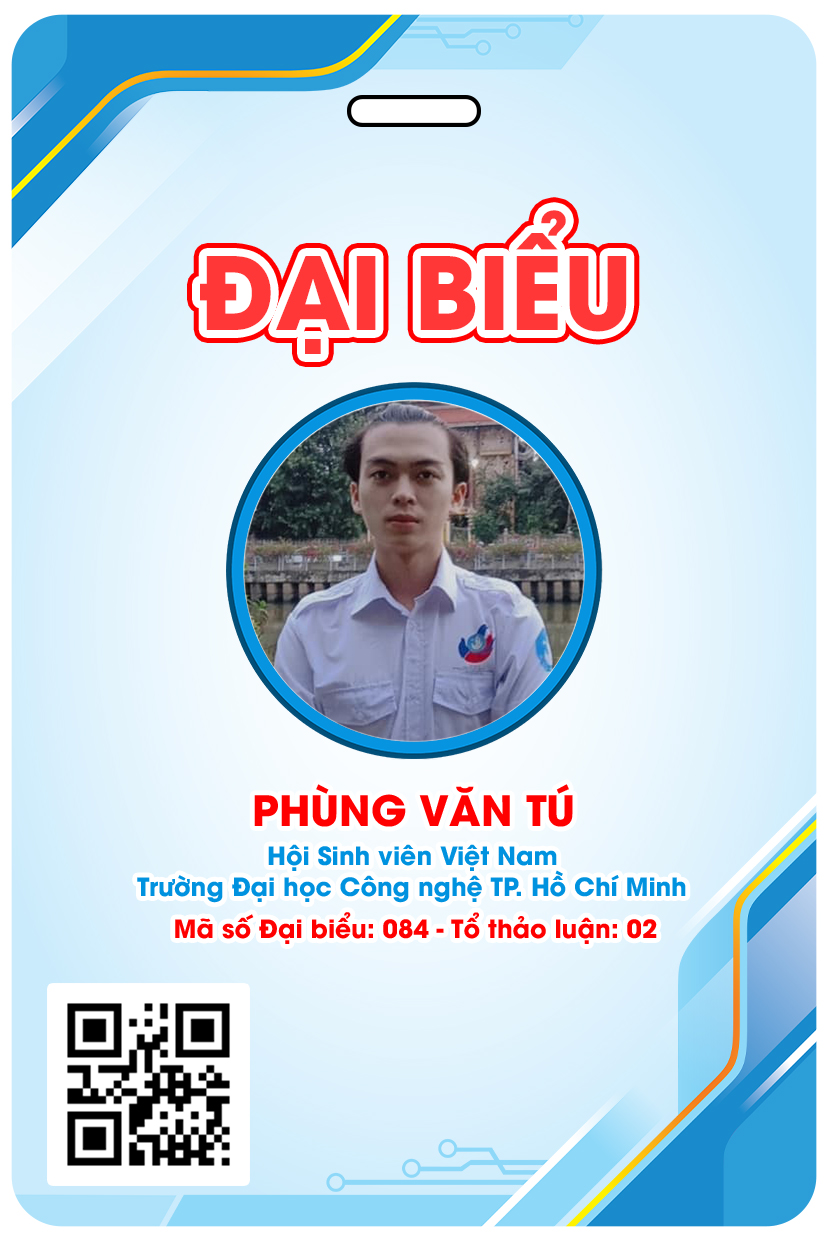 ĐẠI BIỂU
PHÙNG VĂN TÚ
Hội Sinh viên Việt Nam
Trường Đại học Công nghệ TP. Hồ Chí Minh
Mã số Đại biểu: 084 - Tổ thảo luận: 02